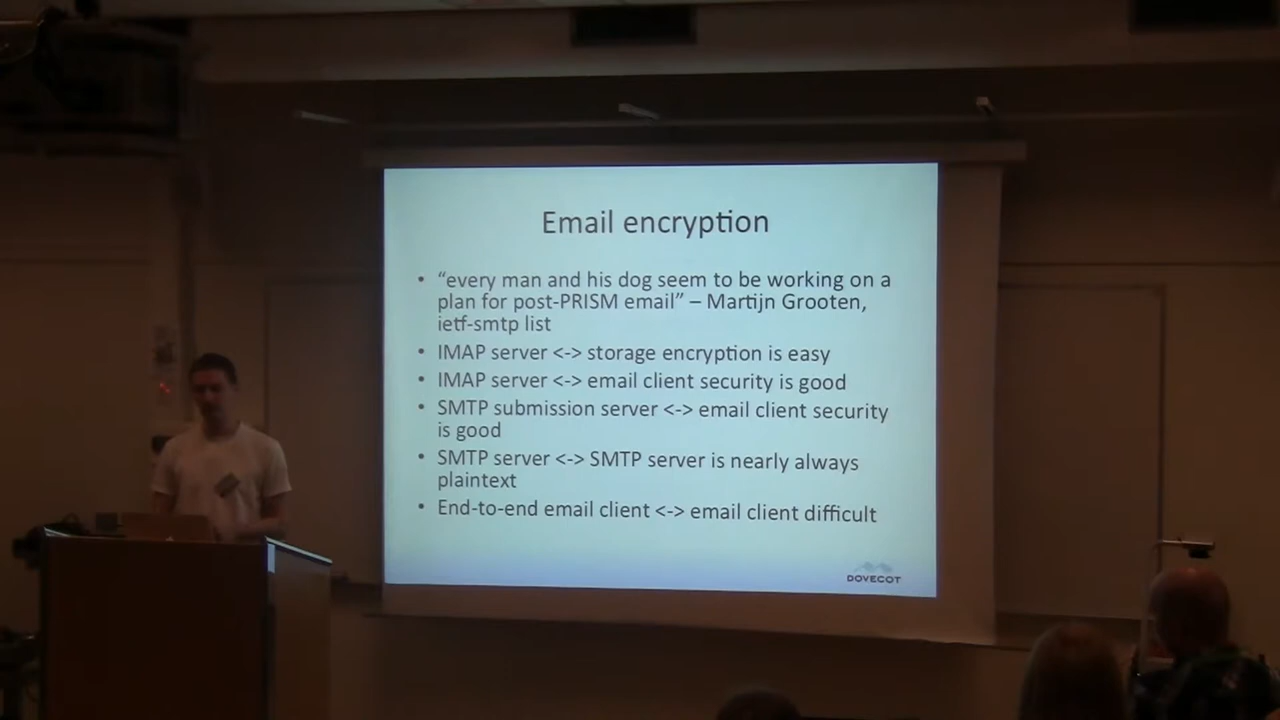 Email encryption
• “every man and his dog seem to be working on a
plan for post-PRISM email” – Martijn Grooten,
ietf-smtp list
• IMAP server <-> storage encryption is easy
• IMAP server <-> email client security is good
• SMTP submission server <-> email client security
is good
• SMTP server <-> SMTP server is nearly always
plaintext
• End-to-end email client <-> email client difficult
DOVECOT